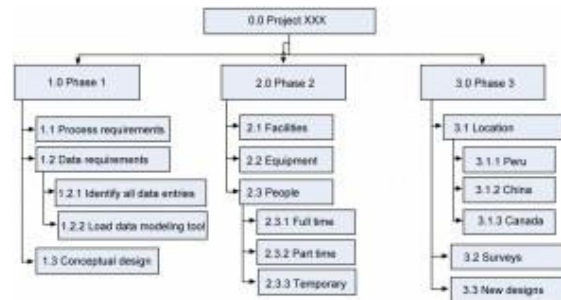 0.0 Project XXX
1.0 Phase 1
1.1 Process requirements
1.2 Data requirements
1.2.1 Identify all data entries
1.2.2 Load data modeling tool
1.3 Conceptual design
2.0 Phase 2
2.1 Facilities
2.2 Equipment
2.3 People
2.3.1 Full time
2.3.2 Part time
2.3.3 Temporary
3.0 Phase 3
3.1 Location
3.1.1 Peru
3.1.2 China
3.1.3 Canada
3.2 Surveys
3.3 New designs